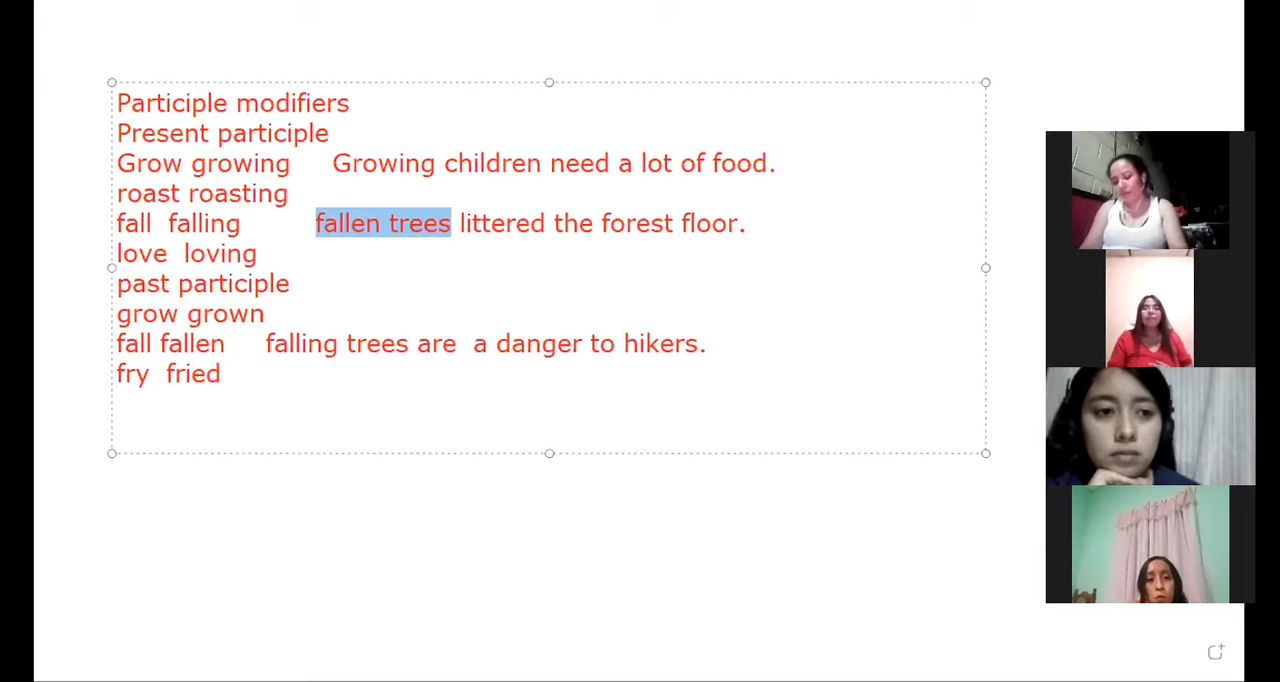 Participle modifiers
Present participle
Grow growing Growing children need a lot of food.
roast roasting
fall falling fallen trees littered the forest floor.
love loving
past participle
grow grown
fall fallen falling trees are a danger to hikers.
fry fried